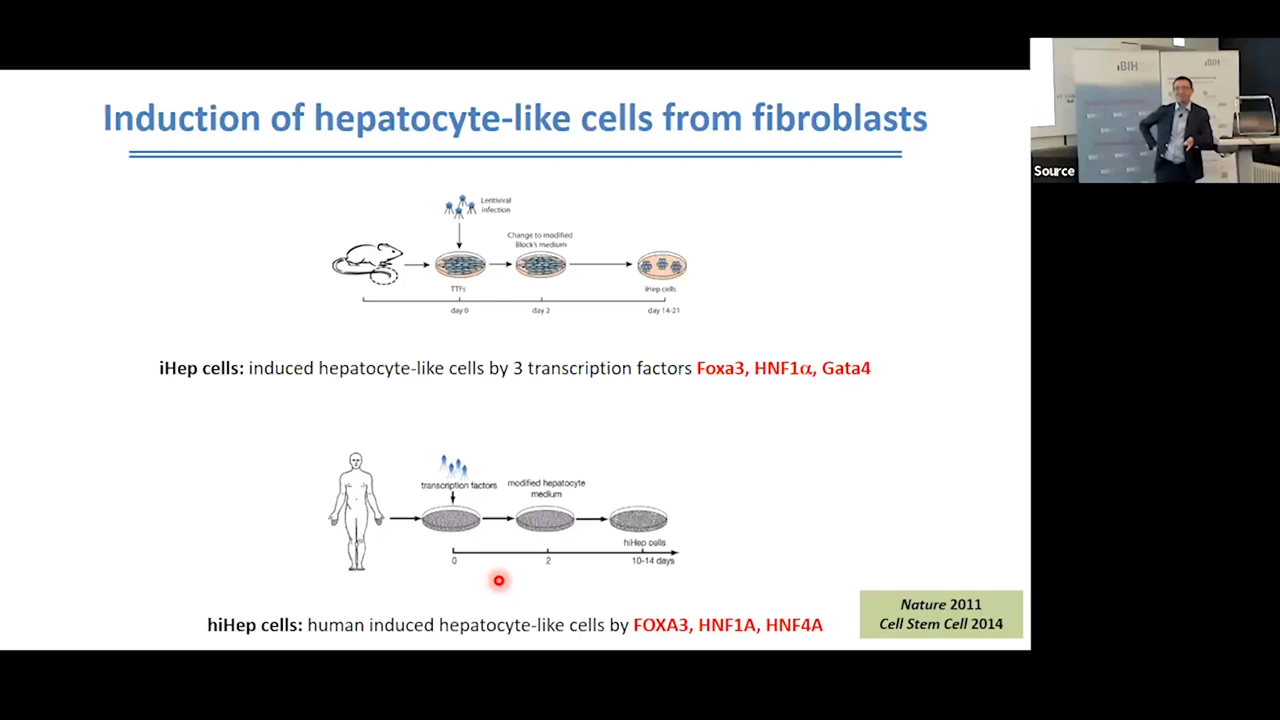 Induction of hepatocyte-like cells from fibroblasts
Lentiviral
infection
Change to modified
Block's medium
TTFs
iHep cells
day 0
day 2
day 14-21
iHep cells: induced hepatocyte-like cells by 3 transcription factors Foxa3, HNF1α, Gata4
transcription factors
modified hepatocyte
medium
hiHep cells
0
2
10-14 days
hiHep cells: human induced hepatocyte-like cells by FOXA3, HNF1A, HNF4A
Nature 2011
Cell Stem Cell 2014
BIH
BIH
Source